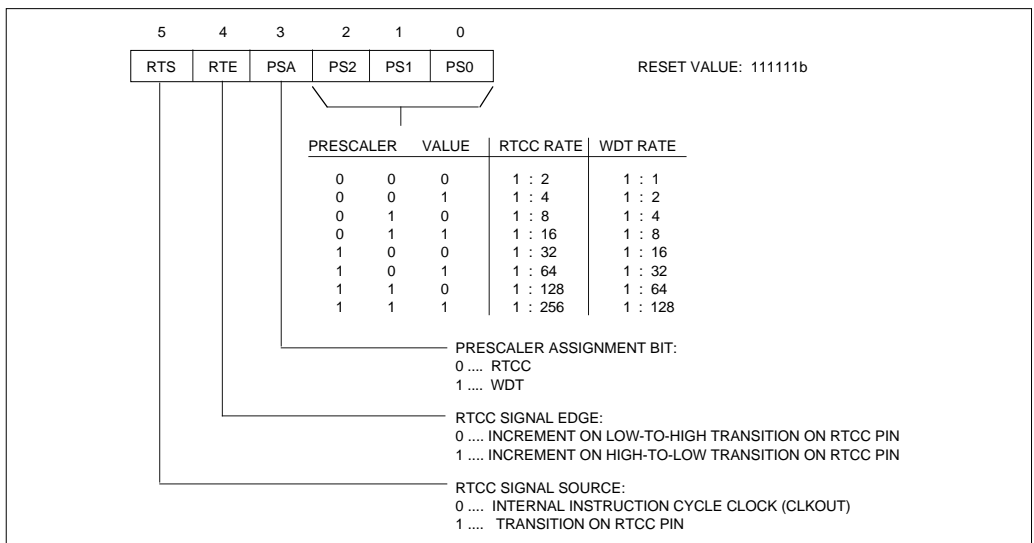 5 4 3 2 1 0
RTS RTE PSA PS2 PS1 PS0 RESET VALUE: 111111b
PRESCALER VALUE RTCC RATE WDT RATE
0 0 0 1 : 2 1 : 1
0 0 1 1 : 4 1 : 2
0 1 0 1 : 8 1 : 4
0 1 1 1 : 16 1 : 8
1 0 0 1 : 32 1 : 16
1 0 1 1 : 64 1 : 32
1 1 0 1 : 128 1 : 64
1 1 1 1 : 256 1 : 128
PRESCALER ASSIGNMENT BIT:
0 .... RTCC
1 .... WDT
RTCC SIGNAL EDGE:
0 .... INCREMENT ON LOW-TO-HIGH TRANSITION ON RTCC PIN
1 .... INCREMENT ON HIGH-TO-LOW TRANSITION ON RTCC PIN
RTCC SIGNAL SOURCE:
0 .... INTERNAL INSTRUCTION CYCLE CLOCK (CLKOUT)
1 .... TRANSITION ON RTCC PIN